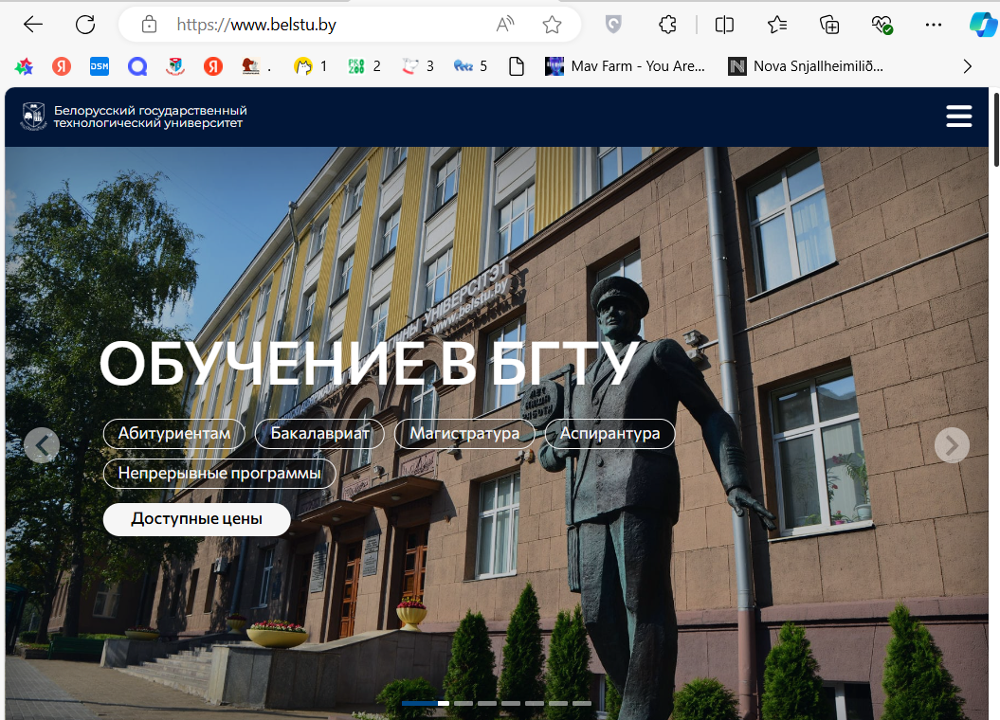 https://www.belstu.by
1
2
3
5
Mav Farm - You Are...
Nova Snjallheimilið...
Белорусский государственный
технологический университет
УНІВЕРСІТЭТ
www.belstu.by
ОБУЧЕНИЕ В БГТУ
Абитуриентам
Бакалавриат
Магистратура
Аспирантура
Непрерывные программы
Доступные цены